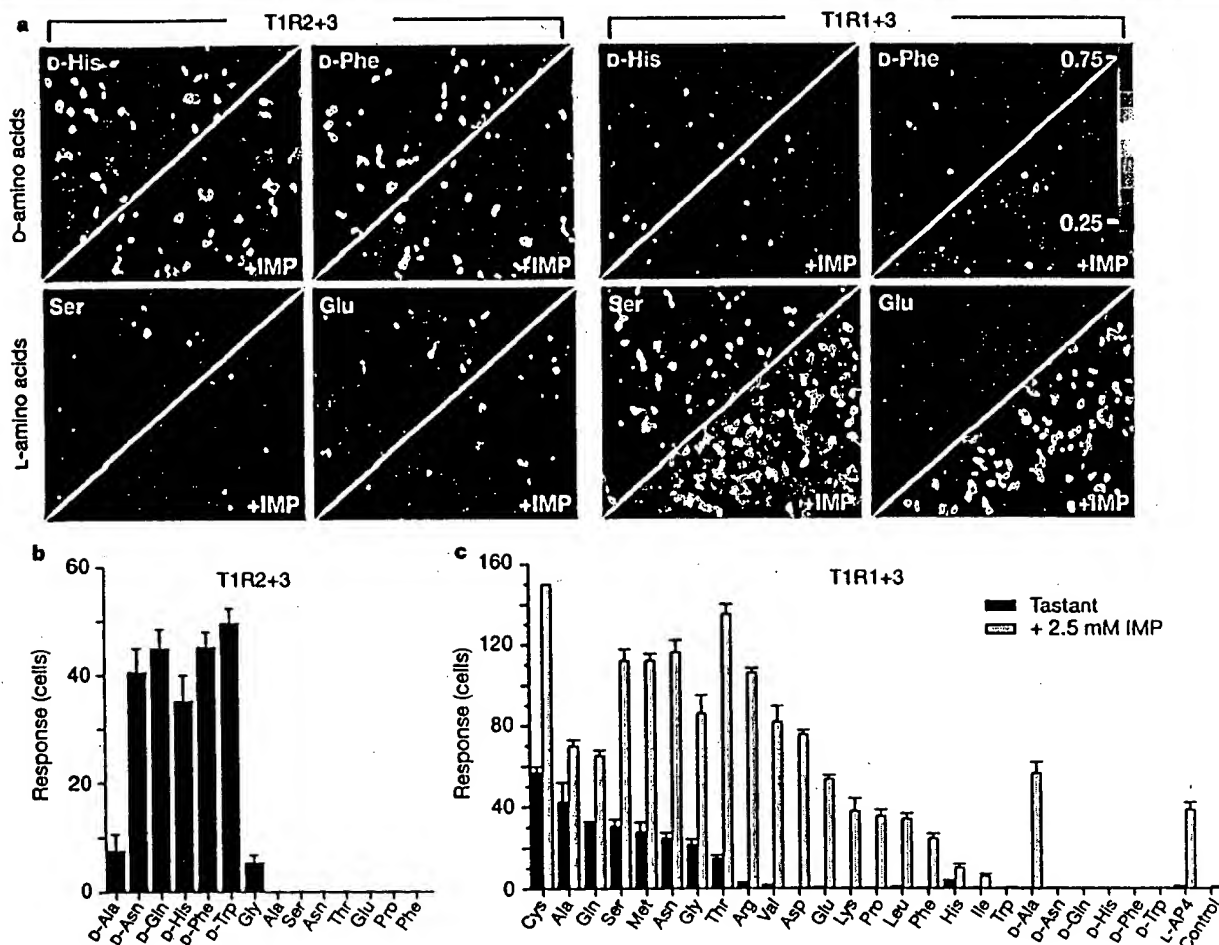 a
T1R2+3
T1R1+3
D-amino acids
D-His
+IMP
D-Phe
+IMP
D-His
+IMP
D-Phe
0.75
0.25
+IMP
L-amino acids
Ser
+IMP
Glu
+IMP
Ser
+IMP
Glu
+IMP
b
T1R2+3
Response (cells)
60
40
20
0
D-Ala
D-Asn
D-Gln
D-His
D-Phe
D-Trp
Gly
Ala
Ser
Asn
Thr
Glu
Pro
Phe
c
T1R1+3
Tastant
+ 2.5 mM IMP
Response (cells)
160
120
80
40
0
Cys
Ala
Gln
Ser
Met
Asn
Gly
Thr
Arg
Val
Asp
Glu
Lys
Pro
Leu
Phe
His
Ile
Trp
D-Ala
D-Asn
D-Gln
D-His
D-Phe
D-Trp
L-AP4
Control